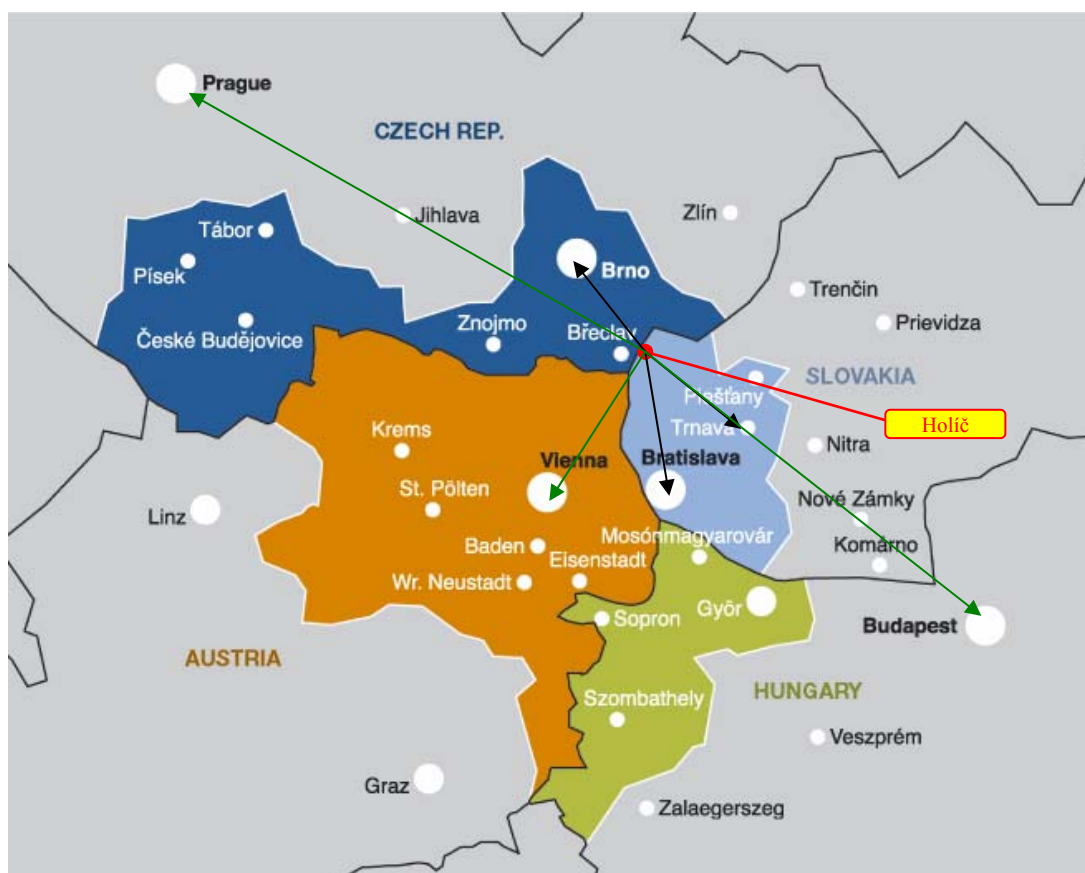 Prague
CZECH REP.
Jihlava
Zlín
Tábor
Brno
Písek
Trenčín
Znojmo
Břeclav
Prievidza
České Budějovice
SLOVAKIA
Piašťany
Holíč
Krems
Trnava
Nitra
Vienna
Bratislava
St. Pölten
Nové Zámky
Linz
Mosónmagyarovár
Komárno
Baden
Eisenstadt
Wr. Neustadt
Györ
Sopron
Budapest
AUSTRIA
HUNGARY
Szombathely
Veszprém
Graz
Zalaegerszeg